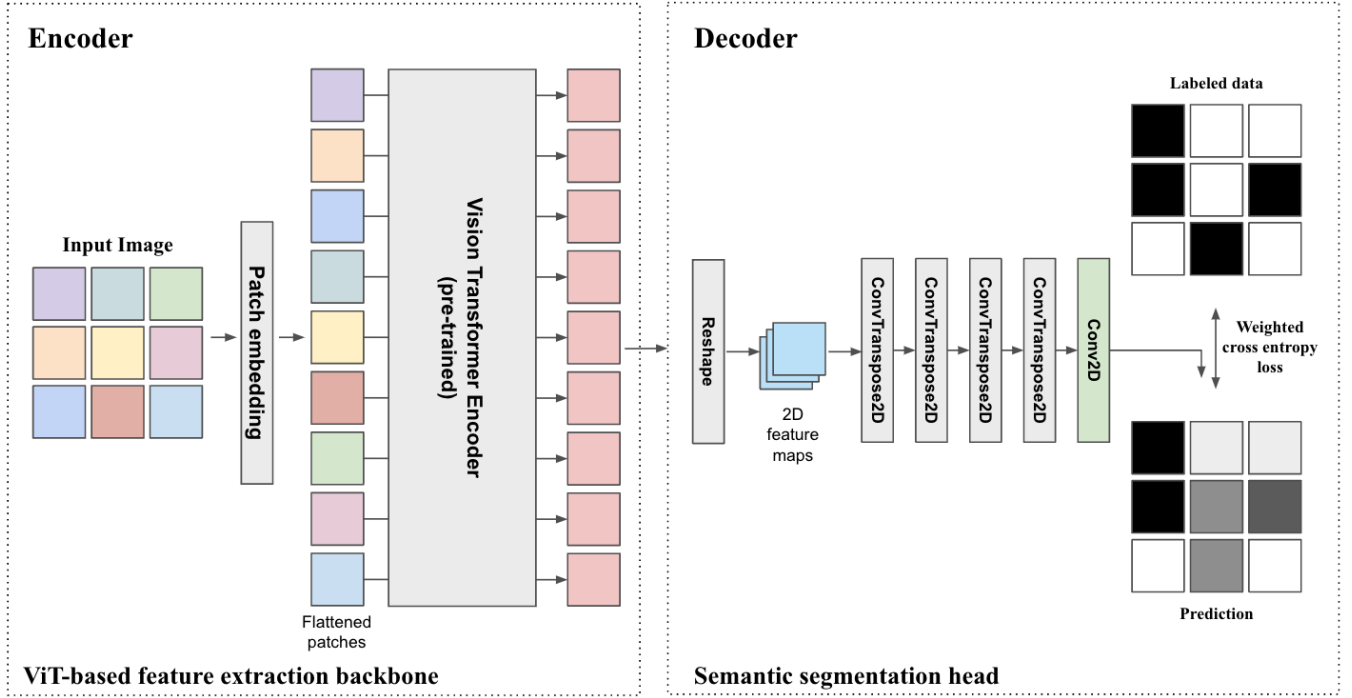 Encoder
Input Image
Patch embedding
Flattened
patches
Vision Transformer Encoder
(pre-trained)
ViT-based feature extraction backbone
Decoder
Reshape
2D
feature
maps
ConvTranspose2D
ConvTranspose2D
ConvTranspose2D
ConvTranspose2D
Conv2D
Labeled data
Weighted
cross entropy
loss
Prediction
Semantic segmentation head